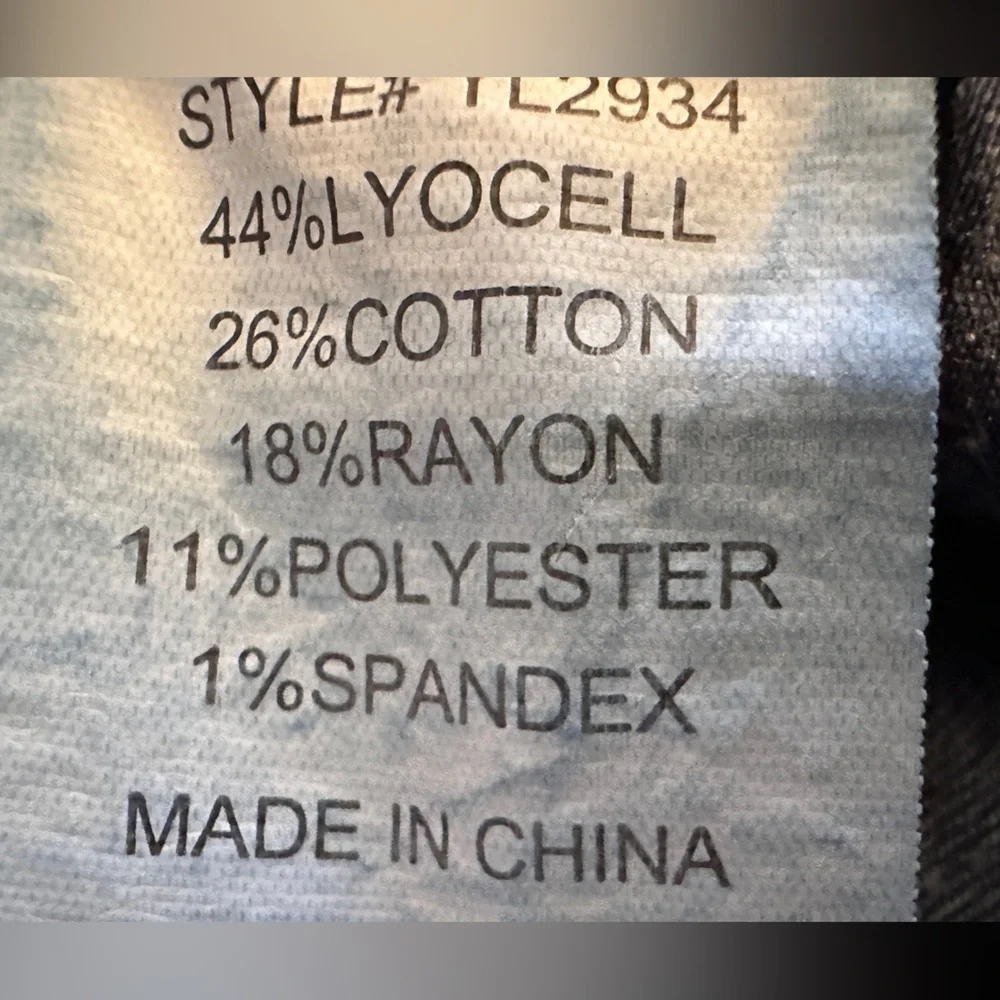 STYLE# YL2934
44%LYOCELL
26%COTTON
18%RAYON
11%POLYESTER
1%SPANDEX
MADE IN CHINA